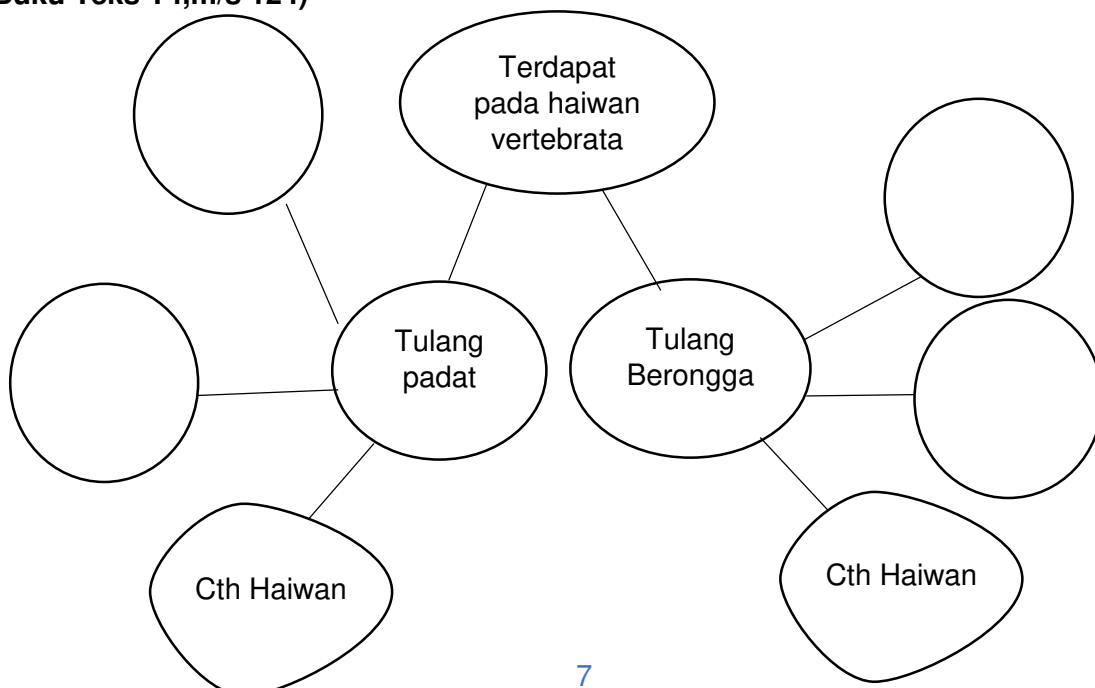 Terdapat
pada haiwan
vertebrata
Tulang
padat
Tulang
Berongga
Cth Haiwan
Cth Haiwan
7